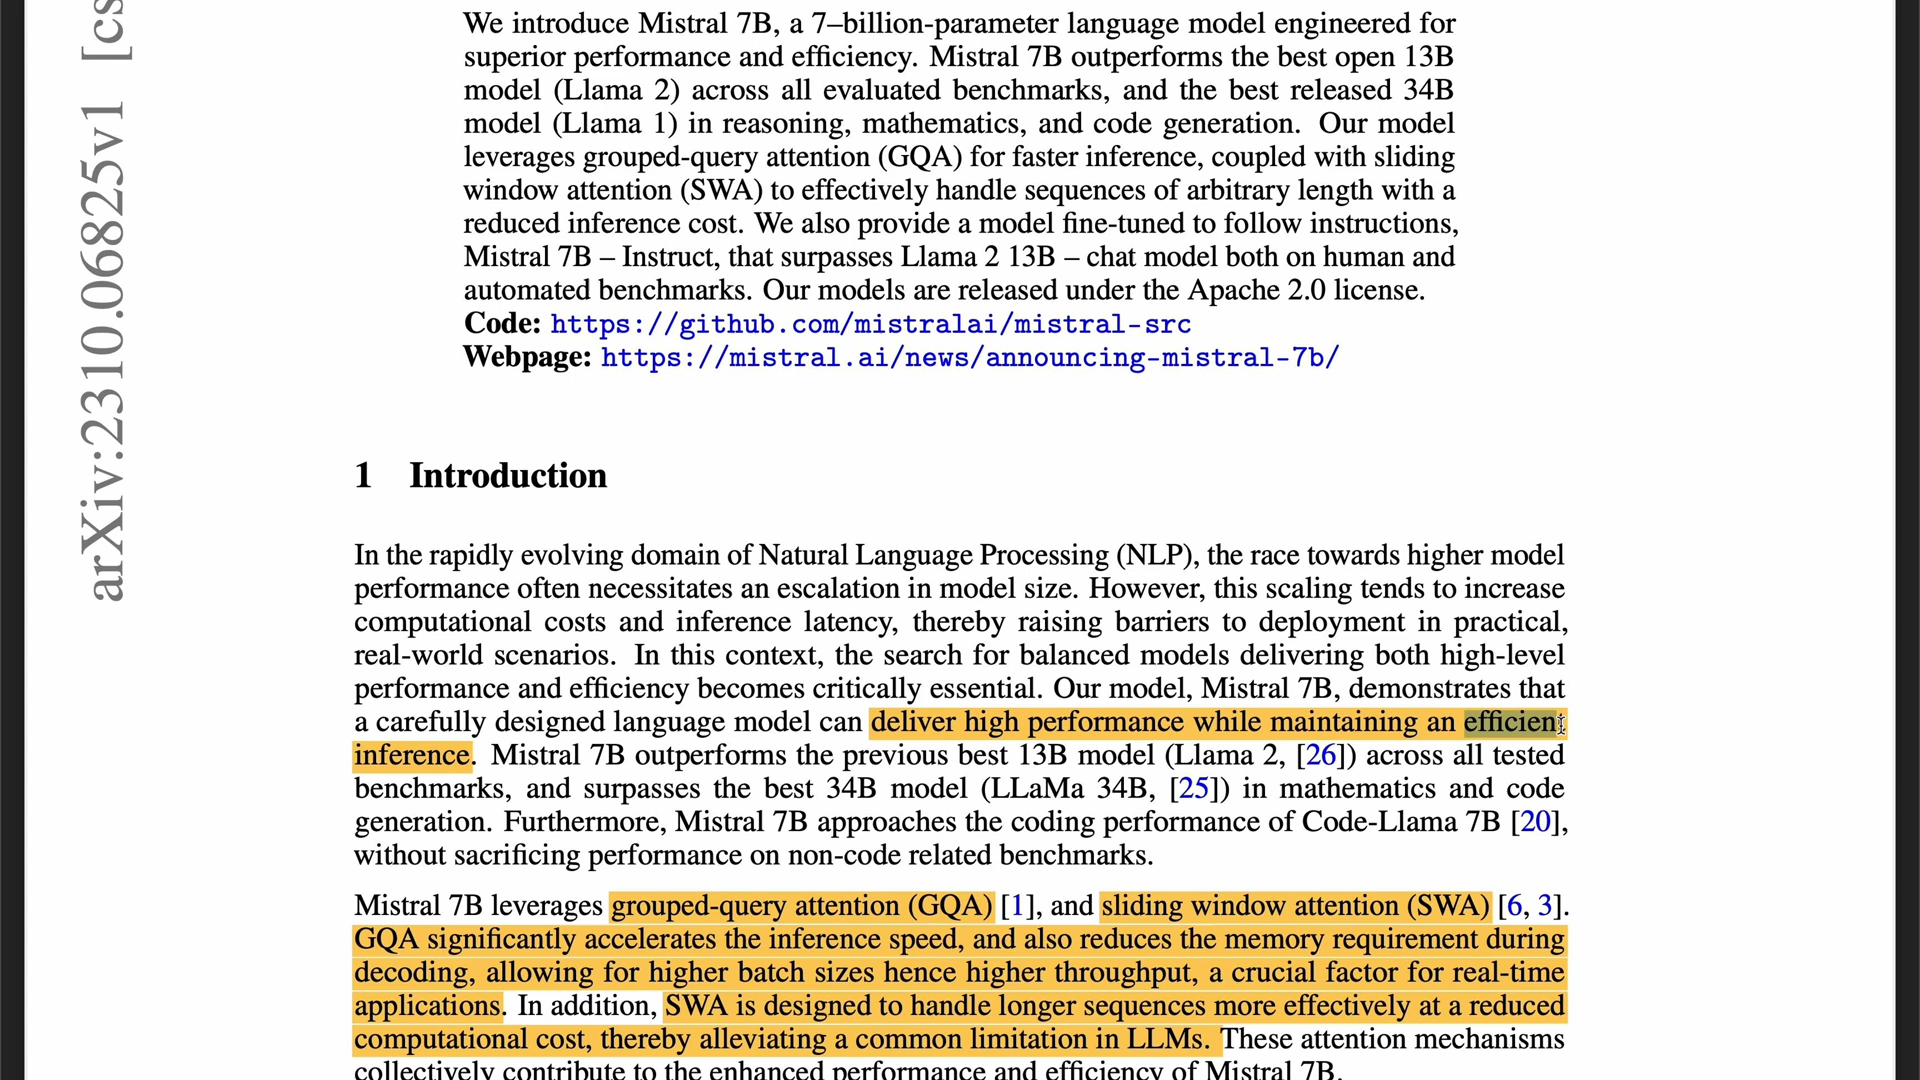 arXiv:2310.06825v1 [cs
We introduce Mistral 7B, a 7–billion-parameter language model engineered for
superior performance and efficiency. Mistral 7B outperforms the best open 13B
model (Llama 2) across all evaluated benchmarks, and the best released 34B
model (Llama 1) in reasoning, mathematics, and code generation. Our model
leverages grouped-query attention (GQA) for faster inference, coupled with sliding
window attention (SWA) to effectively handle sequences of arbitrary length with a
reduced inference cost. We also provide a model fine-tuned to follow instructions,
Mistral 7B – Instruct, that surpasses Llama 2 13B – chat model both on human and
automated benchmarks. Our models are released under the Apache 2.0 license.
Code: https://github.com/mistralai/mistral-src
Webpage: https://mistral.ai/news/announcing-mistral-7b/
1 Introduction
In the rapidly evolving domain of Natural Language Processing (NLP), the race towards higher model
performance often necessitates an escalation in model size. However, this scaling tends to increase
computational costs and inference latency, thereby raising barriers to deployment in practical,
real-world scenarios. In this context, the search for balanced models delivering both high-level
performance and efficiency becomes critically essential. Our model, Mistral 7B, demonstrates that
a carefully designed language model can deliver high performance while maintaining an efficient
inference. Mistral 7B outperforms the previous best 13B model (Llama 2, [26]) across all tested
benchmarks, and surpasses the best 34B model (LLaMa 34B, [25]) in mathematics and code
generation. Furthermore, Mistral 7B approaches the coding performance of Code-Llama 7B [20],
without sacrificing performance on non-code related benchmarks.
Mistral 7B leverages grouped-query attention (GQA) [1], and sliding window attention (SWA) [6, 3].
GQA significantly accelerates the inference speed, and also reduces the memory requirement during
decoding, allowing for higher batch sizes hence higher throughput, a crucial factor for real-time
applications. In addition, SWA is designed to handle longer sequences more effectively at a reduced
computational cost, thereby alleviating a common limitation in LLMs. These attention mechanisms
collectively contribute to the enhanced performance and efficiency of Mistral 7B.